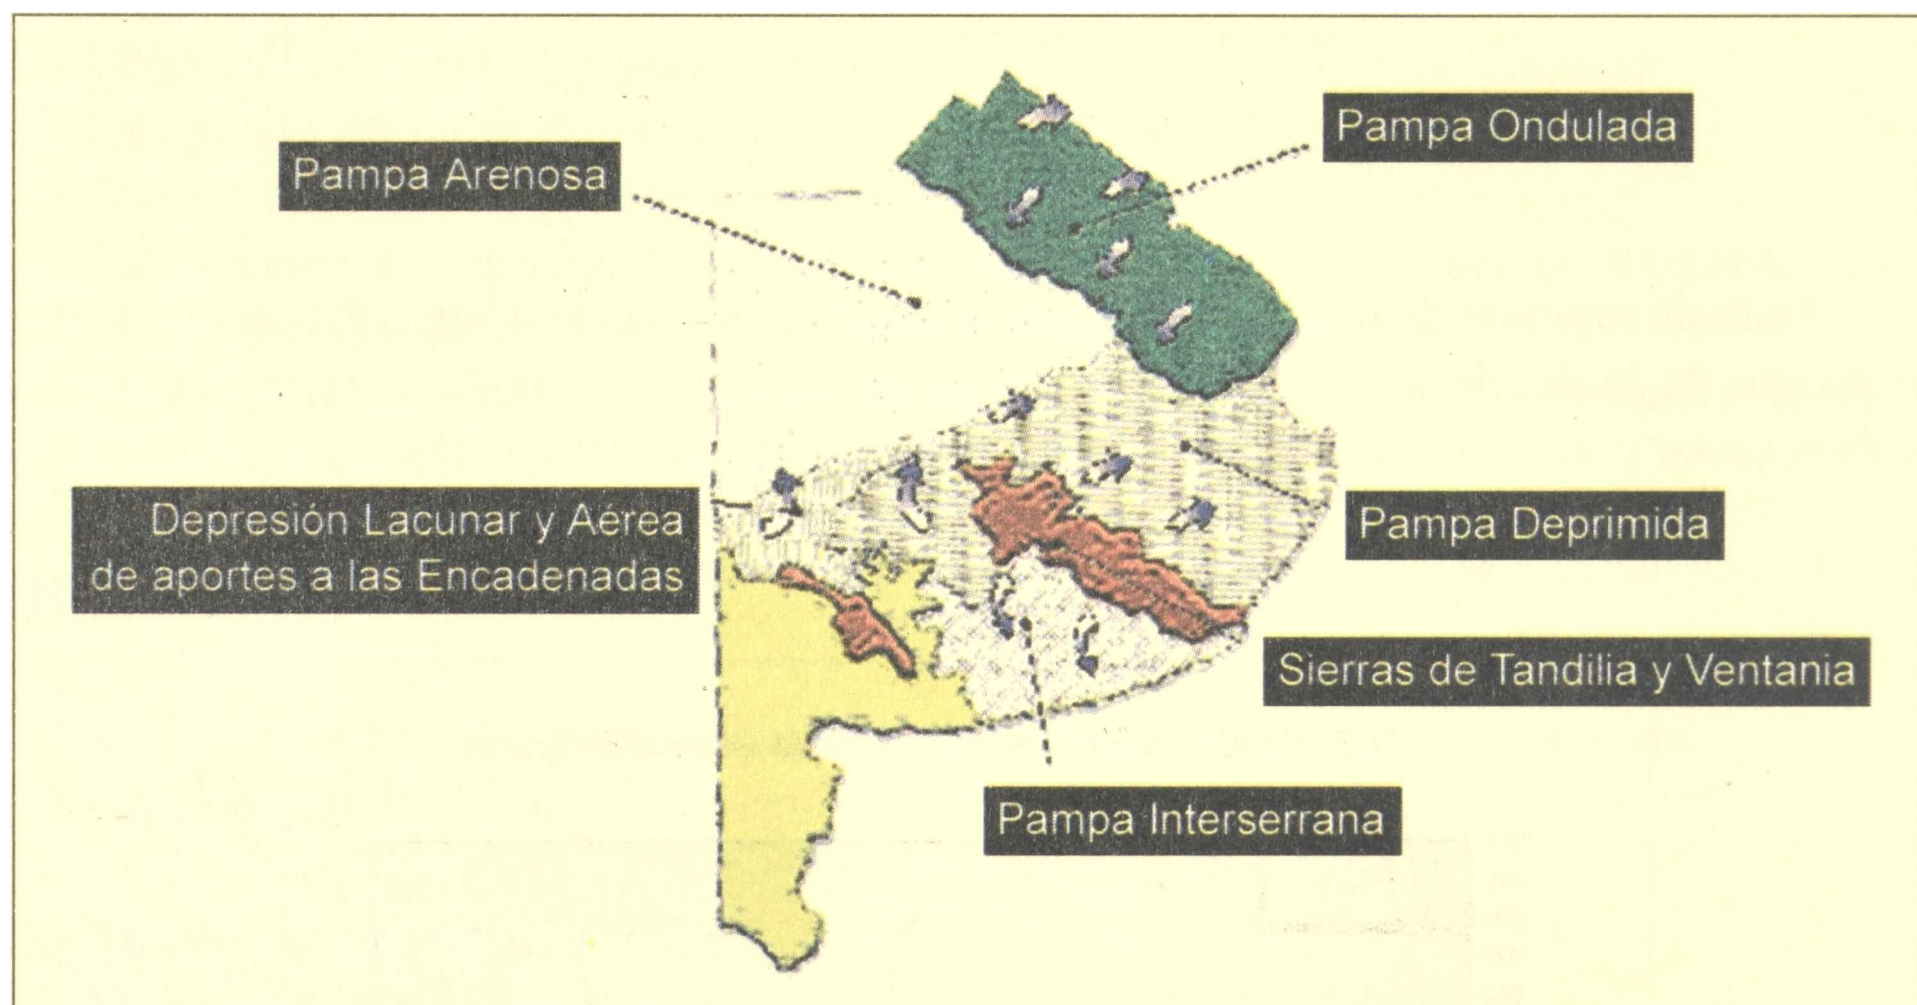 Pampa Ondulada
Pampa Arenosa
Depresión Lacunar y Aérea
de aportes a las Encadenadas
Pampa Deprimida
Sierras de Tandilia y Ventania
Pampa Interserrana